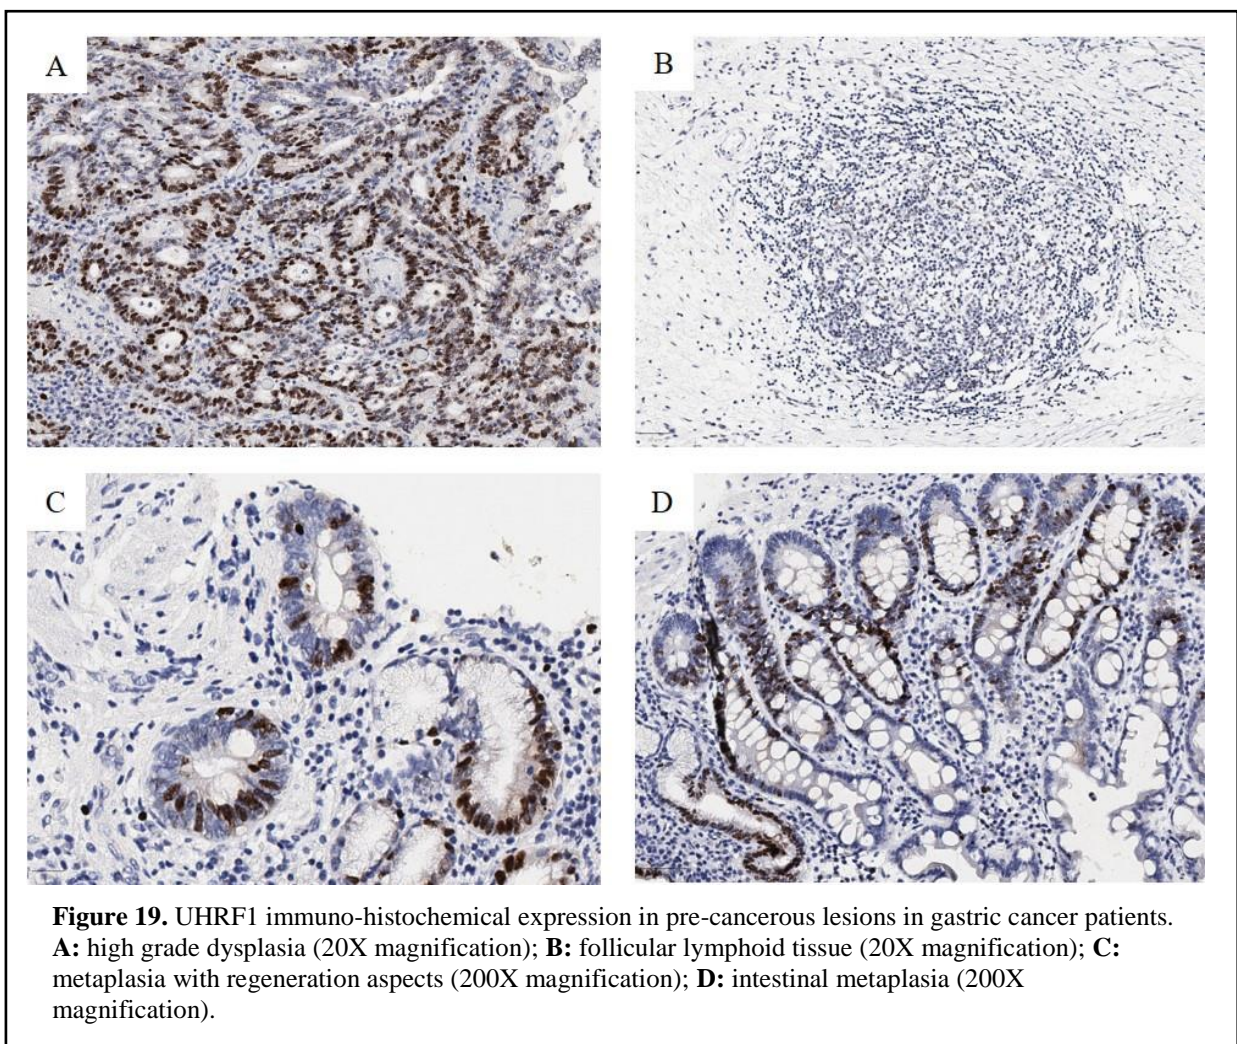 A
B
C
D
Figure 19. UHRF1 immuno-histochemical expression in pre-cancerous lesions in gastric cancer patients.
A: high grade dysplasia (20X magnification); B: follicular lymphoid tissue (20X magnification); C:
metaplasia with regeneration aspects (200X magnification); D: intestinal metaplasia (200X
magnification).